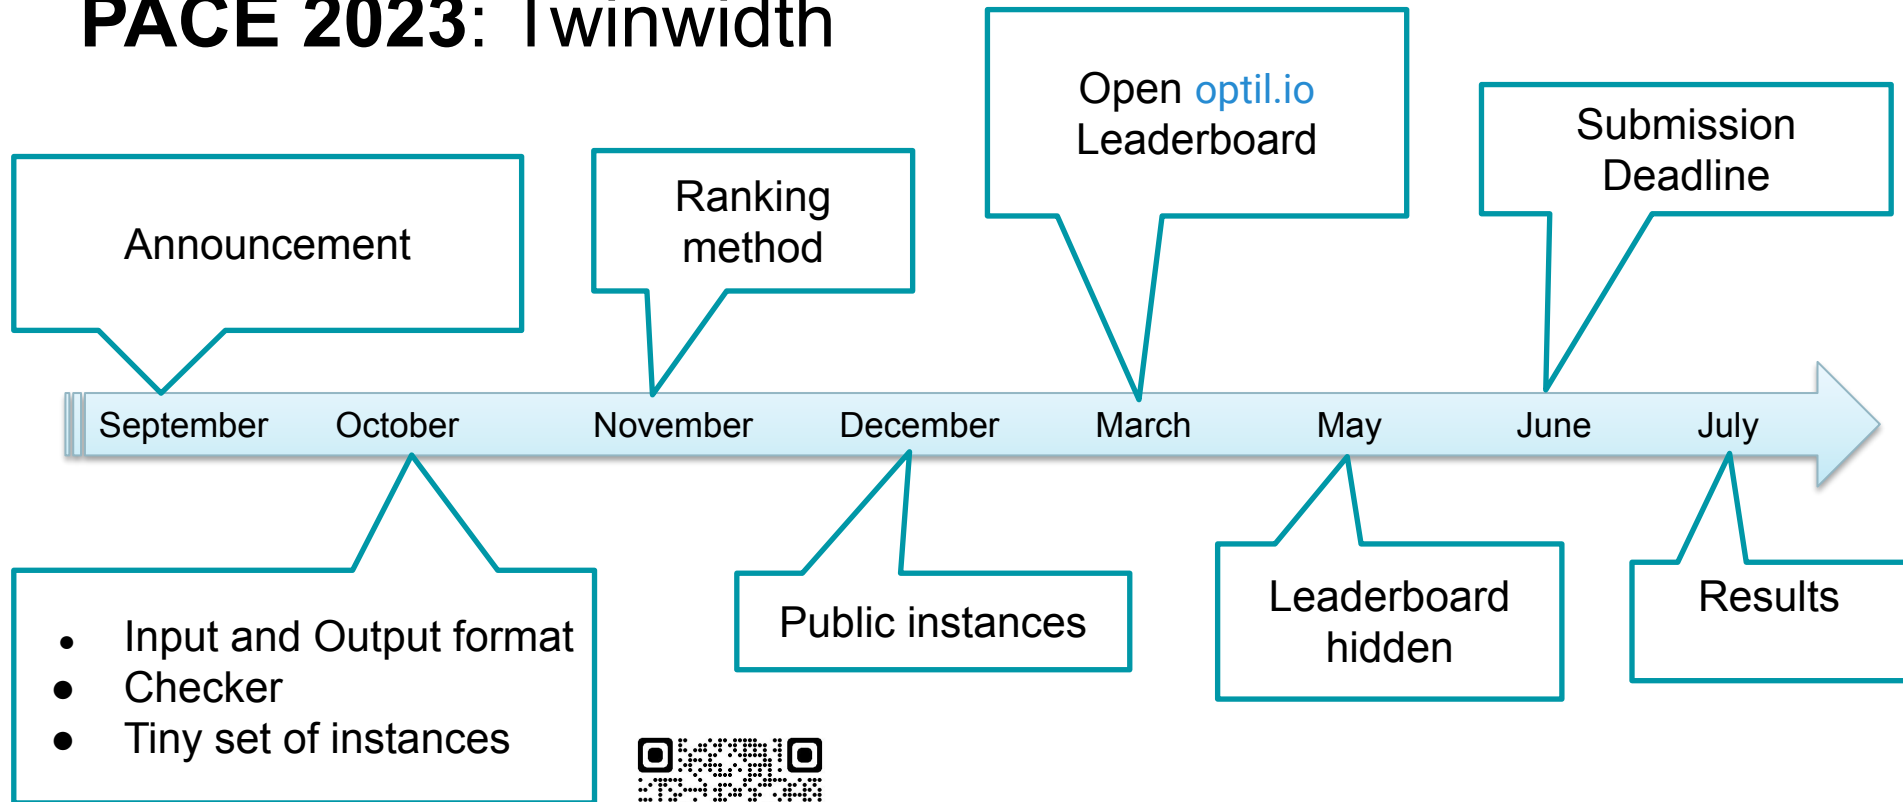 PACE 2023: Twinwidth
Open optil.io
Leaderboard
Submission
Deadline
Announcement
Ranking
method
September October November December March May June July
• Input and Output format
• Checker
• Tiny set of instances
Public instances
Leaderboard
hidden
Results